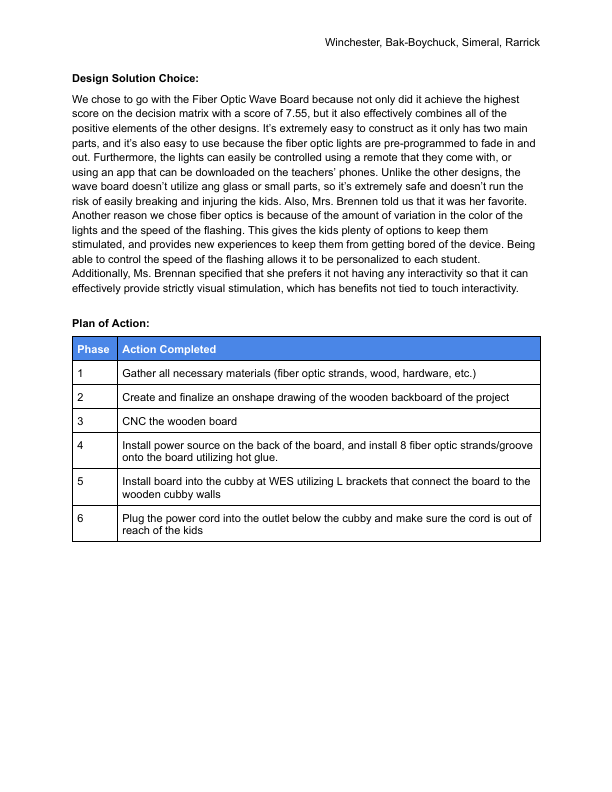 Winchester, Bak-Boychuck, Simeral, Rarrick
Design Solution Choice:
We chose to go with the Fiber Optic Wave Board because not only did it achieve the highest
score on the decision matrix with a score of 7.55, but it also effectively combines all of the
positive elements of the other designs. It's extremely easy to construct as it only has two main
parts, and it's also easy to use because the fiber optic lights are pre-programmed to fade in and
out. Furthermore, the lights can easily be controlled using a remote that they come with, or
using an app that can be downloaded on the teachers' phones. Unlike the other designs, the
wave board doesn't utilize ang glass or small parts, so it's extremely safe and doesn't run the
risk of easily breaking and injuring the kids. Also, Mrs. Brennen told us that it was her favorite.
Another reason we chose fiber optics is because of the amount of variation in the color of the
lights and the speed of the flashing. This gives the kids plenty of options to keep them
stimulated, and provides new experiences to keep them from getting bored of the device. Being
able to control the speed of the flashing allows it to be personalized to each student.
Additionally, Ms. Brennan specified that she prefers it not having any interactivity so that it can
effectively provide strictly visual stimulation, which has benefits not tied to touch interactivity.
Plan of Action:
Phase Action Completed
1 Gather all necessary materials (fiber optic strands, wood, hardware, etc.)
2 Create and finalize an onshape drawing of the wooden backboard of the project
3 CNC the wooden board
4 Install power source on the back of the board, and install 8 fiber optic strands/groove
onto the board utilizing hot glue.
5 Install board into the cubby at WES utilizing L brackets that connect the board to the
wooden cubby walls
6 Plug the power cord into the outlet below the cubby and make sure the cord is out of
reach of the kids